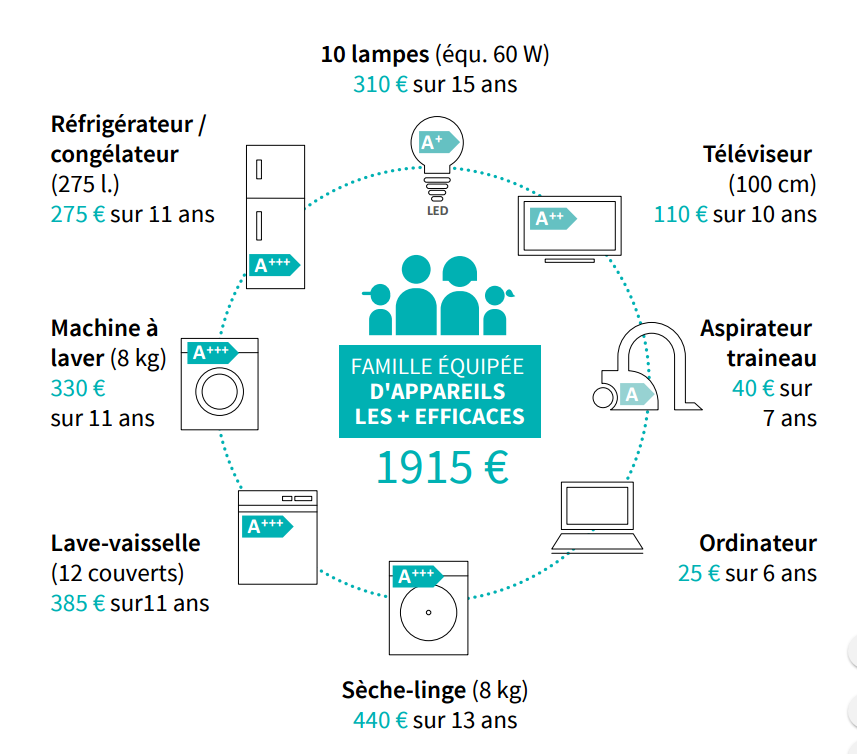 10 lampes (équ. 60 W)
310 € sur 15 ans
A+
LED
Réfrigérateur /
congélateur
(275 l.)
275 € sur 11 ans
A+++
Téléviseur
(100 cm)
110 € sur 10 ans
A++
Machine à
laver (8 kg)
330 €
sur 11 ans
A+++
FAMILLE ÉQUIPÉE
D'APPAREILS
LES + EFFICACES
1915 €
Aspirateur
traineau
40 € sur
7 ans
A
Lave-vaisselle
(12 couverts)
385 € sur11 ans
A+++
Ordinateur
25 € sur 6 ans
A+++
Sèche-linge (8 kg)
440 € sur 13 ans